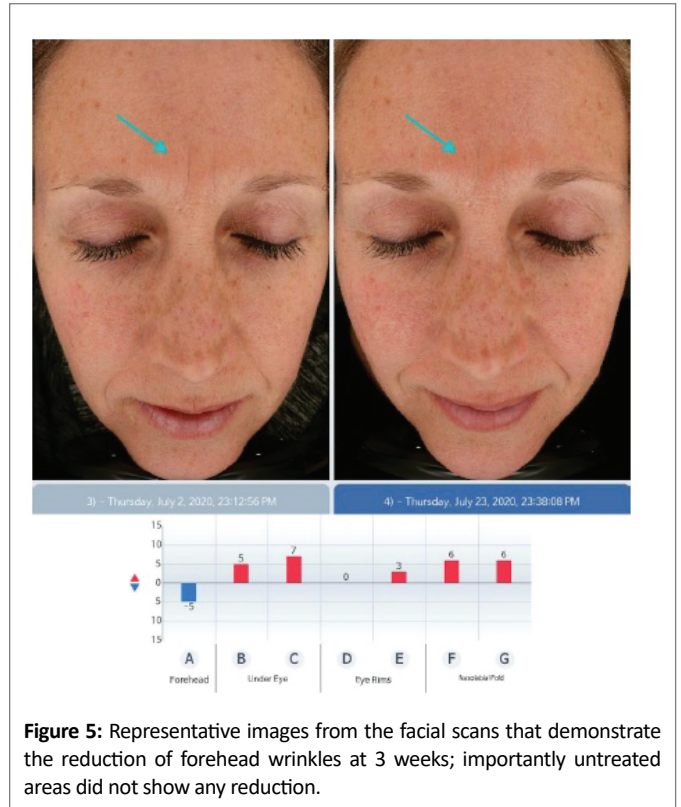 3) – Thursday, July 2, 2020, 23:12:56 PM
4) – Thursday, July 23, 2020, 23:38:08 PM
15
10
5
0
5
10
15
-5
5
7
0
3
6
6
A B C D E F G
Forehead Under Eye Eye Rims Nasolabial Fold
Figure 5: Representative images from the facial scans that demonstrate
the reduction of forehead wrinkles at 3 weeks; importantly untreated
areas did not show any reduction.